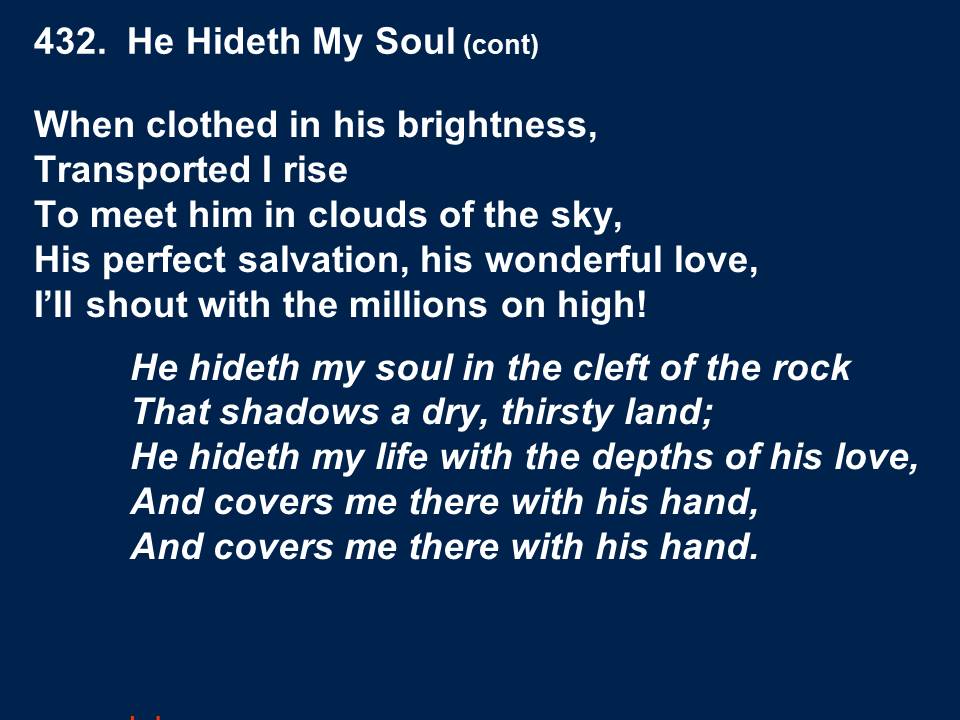 432. He Hideth My Soul (cont)
When clothed in his brightness,
Transported I rise
To meet him in clouds of the sky,
His perfect salvation, his wonderful love,
I’ll shout with the millions on high!
He hideth my soul in the cleft of the rock
That shadows a dry, thirsty land;
He hideth my life with the depths of his love,
And covers me there with his hand,
And covers me there with his hand.